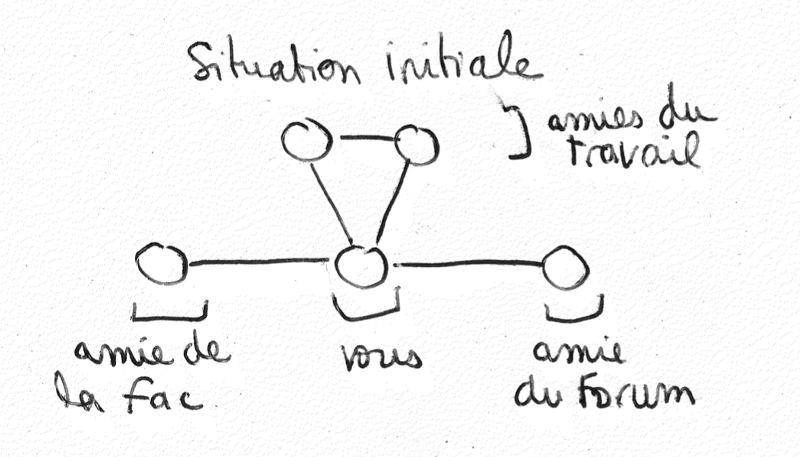 Situation initiale
amies du
travail
amie de
la fac
vous
amie
du forum